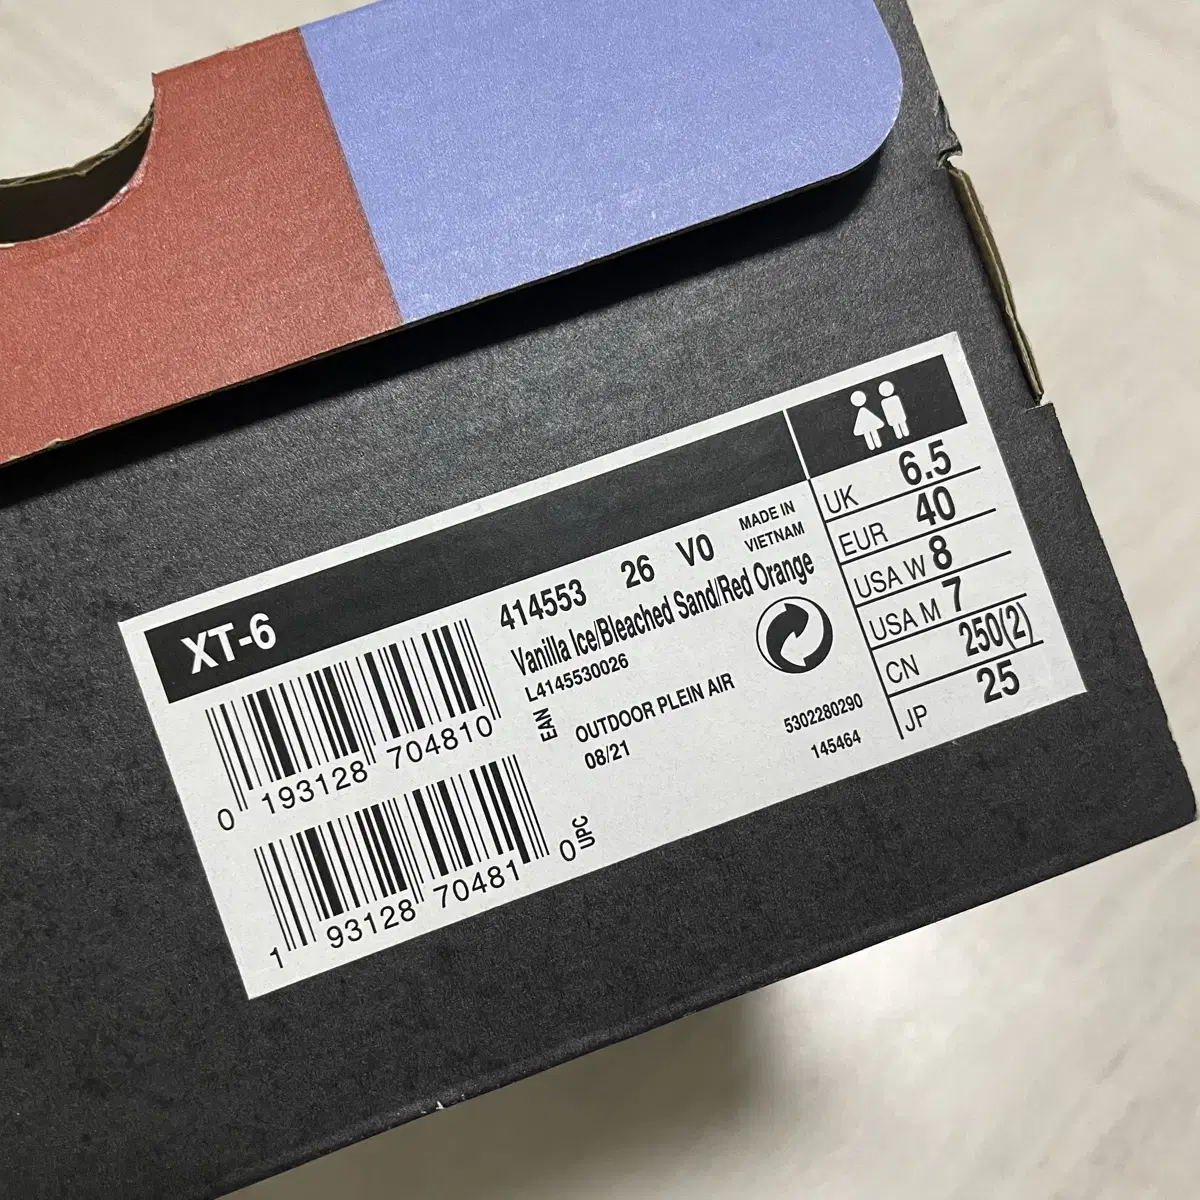 XT-6
414553 26 V0
MADE IN
VIETNAM
Vanilla Ice/Bleached Sand/Red Orange
L4145530026
EAN
OUTDOOR PLEIN AIR
08/21
5302280290
145464
0 193128 704810
1 93128 70481 0
UPC
UK 6.5
EUR 40
USA W 8
USA M 7
CN 250(2)
JP 25